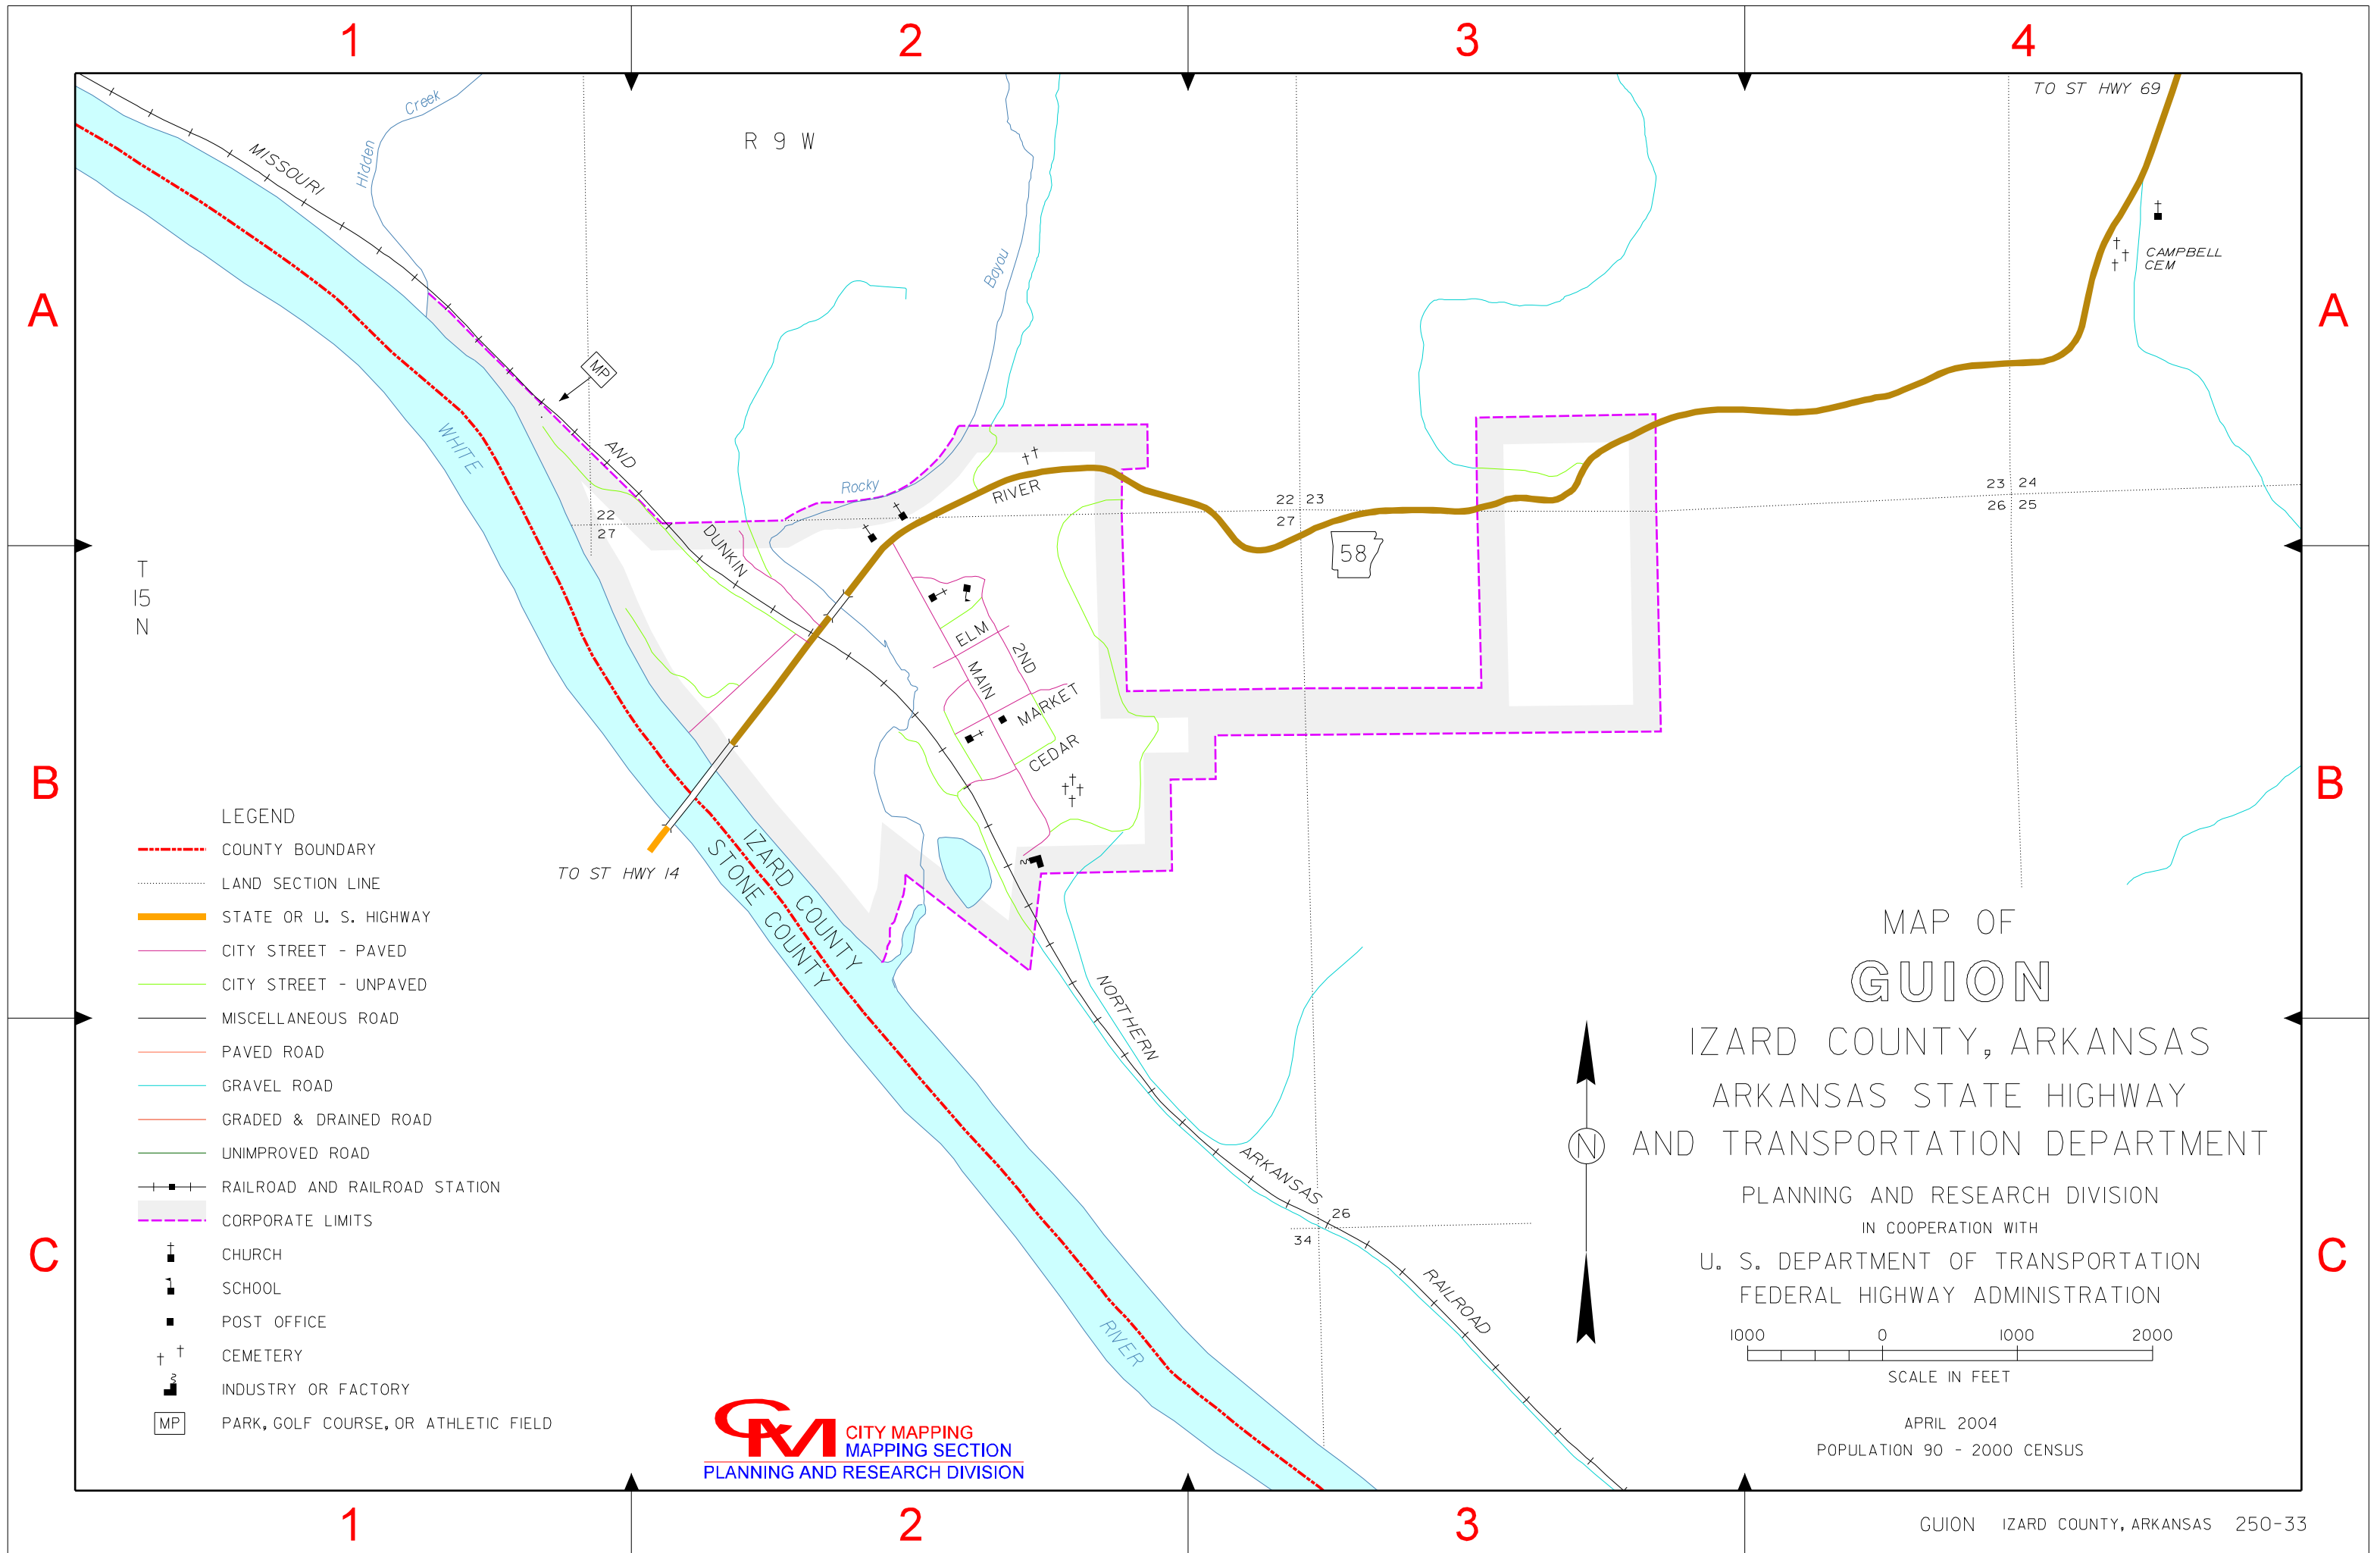 1 2 3 4
A A
B B
C C
1 2 3
TO ST HWY 69
Hidden Creek
R 9 W
MISSOURI
Bayou
CAMPBELL
CEM
MP
WHITE
AND
Rocky
RIVER
22 23
27
23 24
26 25
22
27
DUNKIN
58
T
15
N
ELM
2ND
MAIN
MARKET
CEDAR
IZARD COUNTY
STONE COUNTY
TO ST HWY 14
NORTHERN
ARKANSAS
26
34
RAILROAD
RIVER
LEGEND
COUNTY BOUNDARY
LAND SECTION LINE
STATE OR U. S. HIGHWAY
CITY STREET - PAVED
CITY STREET - UNPAVED
MISCELLANEOUS ROAD
PAVED ROAD
GRAVEL ROAD
GRADED & DRAINED ROAD
UNIMPROVED ROAD
RAILROAD AND RAILROAD STATION
CORPORATE LIMITS
CHURCH
SCHOOL
POST OFFICE
CEMETERY
INDUSTRY OR FACTORY
MP PARK, GOLF COURSE, OR ATHLETIC FIELD
CM CITY MAPPING
MAPPING SECTION
PLANNING AND RESEARCH DIVISION
MAP OF
GUION
IZARD COUNTY, ARKANSAS
ARKANSAS STATE HIGHWAY
N
AND TRANSPORTATION DEPARTMENT
PLANNING AND RESEARCH DIVISION
IN COOPERATION WITH
U. S. DEPARTMENT OF TRANSPORTATION
FEDERAL HIGHWAY ADMINISTRATION
1000 0 1000 2000
SCALE IN FEET
APRIL 2004
POPULATION 90 - 2000 CENSUS
GUION IZARD COUNTY, ARKANSAS 250-33